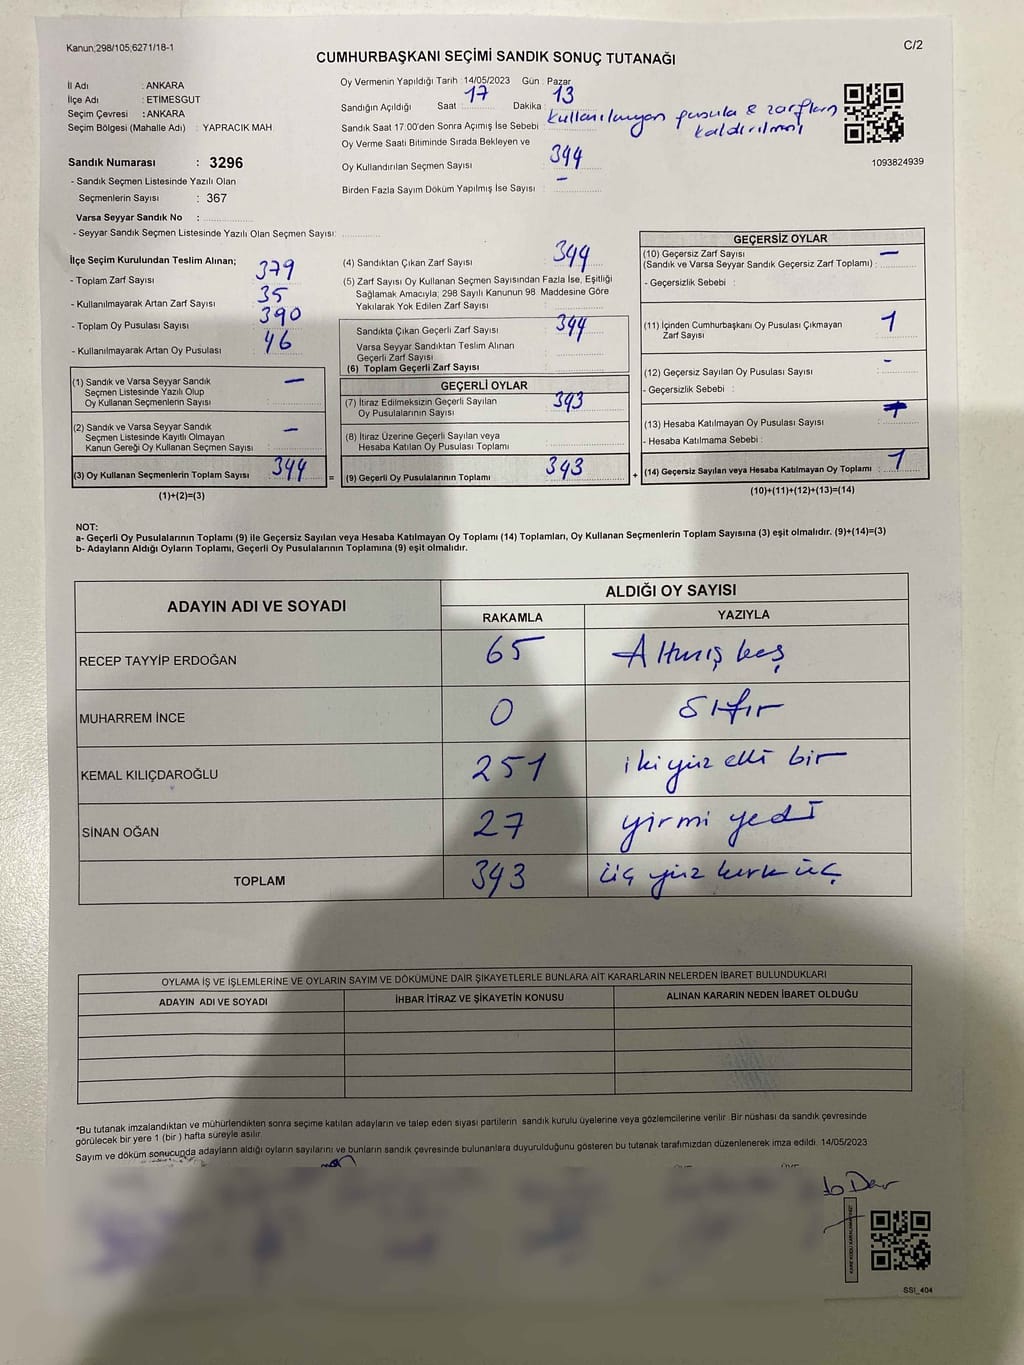 Kanun;298/105;6271/18-1
C/2
CUMHURBAŞKANI SEÇİMİ SANDIK SONUÇ TUTANAĞI
İl Adı : ANKARA
İlçe Adı : ETİMESGUT
Seçim Çevresi : ANKARA
Seçim Bölgesi (Mahalle Adı) : YAPRACIK MAH
Sandık Numarası : 3296
- Sandık Seçmen Listesinde Yazılı Olan
Seçmenlerin Sayısı : 367
Varsa Seyyar Sandık No :
- Seyyar Sandık Seçmen Listesinde Yazılı Olan Seçmen Sayısı:
Oy Vermenin Yapıldığı Tarih :14/05/2023 Gün : Pazar
Sandığın Açıldığı Saat : 17 Dakika : 13
Sandık Saat 17:00'den Sonra Açımış İse Sebebi : kullanılmayan pusula & zarfların kaldırılması
Oy Verme Saati Bitiminde Sırada Bekleyen ve
Oy Kullandırılan Seçmen Sayısı : 344
Birden Fazla Sayım Döküm Yapılmış İse Sayısı : -
1093824939
İlçe Seçim Kurulundan Teslim Alınan;
- Toplam Zarf Sayısı : 379
- Kullanılmayarak Artan Zarf Sayısı : 35
- Toplam Oy Pusulası Sayısı : 390
- Kullanılmayarak Artan Oy Pusulası : 46
(1) Sandık ve Varsa Seyyar Sandık
Seçmen Listesinde Yazılı Olup
Oy Kullanan Seçmenlerin Sayısı : -
(2) Sandık ve Varsa Seyyar Sandık
Seçmen Listesinde Kayıtlı Olmayan
Kanun Gereği Oy Kullanan Seçmen Sayısı : -
(3) Oy Kullanan Seçmenlerin Toplam Sayısı : 344
(1)+(2)=(3)
=
(4) Sandıktan Çıkan Zarf Sayısı : 344
(5) Zarf Sayısı Oy Kullanan Seçmen Sayısından Fazla İse, Eşitliği
Sağlamak Amacıyla; 298 Sayılı Kanunun 98. Maddesine Göre
Yakılarak Yok Edilen Zarf Sayısı :
Sandıkta Çıkan Geçerli Zarf Sayısı : 344
Varsa Seyyar Sandıktan Teslim Alınan
Geçerli Zarf Sayısı :
(6) Toplam Geçerli Zarf Sayısı :
GEÇERLİ OYLAR
(7) İtiraz Edilmeksizin Geçerli Sayılan
Oy Pusulalarının Sayısı : 343
(8) İtiraz Üzerine Geçerli Sayılan veya
Hesaba Katılan Oy Pusulası Toplamı :
(9) Geçerli Oy Pusulalarının Toplamı : 343
+
GEÇERSİZ OYLAR
(10) Geçersiz Zarf Sayısı : -
(Sandık ve Varsa Seyyar Sandık Geçersiz Zarf Toplamı) :
- Geçersizlik Sebebi :
(11) İçinden Cumhurbaşkanı Oy Pusulası Çıkmayan
Zarf Sayısı : 1
(12) Geçersiz Sayılan Oy Pusulası Sayısı : -
- Geçersizlik Sebebi :
(13) Hesaba Katılmayan Oy Pusulası Sayısı :
- Hesaba Katılmama Sebebi :
(14) Geçersiz Sayılan veya Hesaba Katılmayan Oy Toplamı : 1
(10)+(11)+(12)+(13)=(14)
NOT:
a- Geçerli Oy Pusulalarının Toplamı (9) ile Geçersiz Sayılan veya Hesaba Katılmayan Oy Toplamı (14) Toplamları, Oy Kullanan Seçmenlerin Toplam Sayısına (3) eşit olmalıdır. (9)+(14)=(3)
b- Adayların Aldığı Oyların Toplamı, Geçerli Oy Pusulalarının Toplamına (9) eşit olmalıdır.
ADAYIN ADI VE SOYADI ALDIĞI OY SAYISI
RAKAMLA YAZIYLA
RECEP TAYYİP ERDOĞAN 65 Altmış beş
MUHARREM İNCE 0 Sıfır
KEMAL KILIÇDAROĞLU 251 iki yüz elli bir
SİNAN OĞAN 27 yirmi yedi
TOPLAM 343 üç yüz kırk üç
OYLAMA İŞ VE İŞLEMLERİNE VE OYLARIN SAYIM VE DÖKÜMÜNE DAİR ŞİKAYETLERLE BUNLARA AİT KARARLARIN NELERDEN İBARET BULUNDUKLARI
ADAYIN ADI VE SOYADI İHBAR İTİRAZ VE ŞİKAYETİN KONUSU ALINAN KARARIN NEDEN İBARET OLDUĞU
*Bu tutanak imzalandıktan ve mühürlendikten sonra seçime katılan adayların ve talep eden siyasi partilerin sandık kurulu üyelerine veya gözlemcilerine verilir. Bir nüshası da sandık çevresinde
görülecek bir yere 1 (bir ) hafta süreyle asılır.
Sayım ve döküm sonucunda adayların aldığı oyların sayılarını ve bunların sandık çevresinde bulunanlara duyurulduğunu gösteren bu tutanak tarafımızdan düzenlenerek imza edildi. 14/05/2023
SSI_404